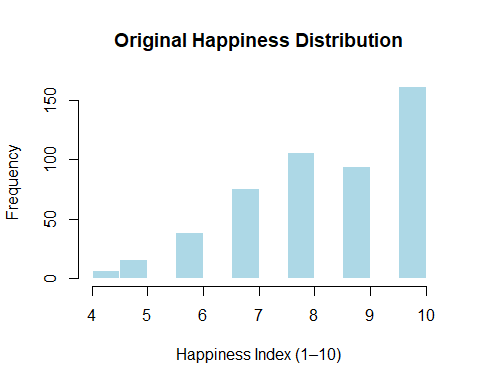 Original Happiness Distribution
Frequency
150
100
50
0
4 5 6 7 8 9 10
Happiness Index (1–10)